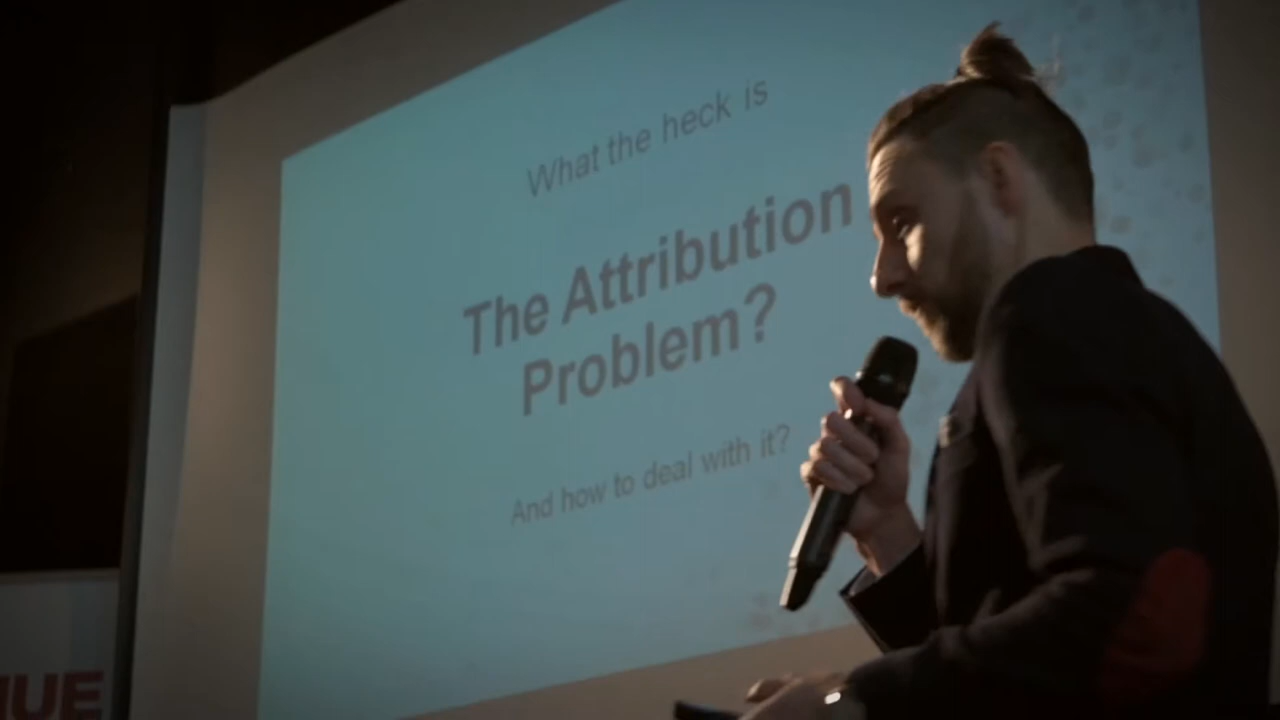 What the heck is
The Attribution
Problem?
And how to deal with it?